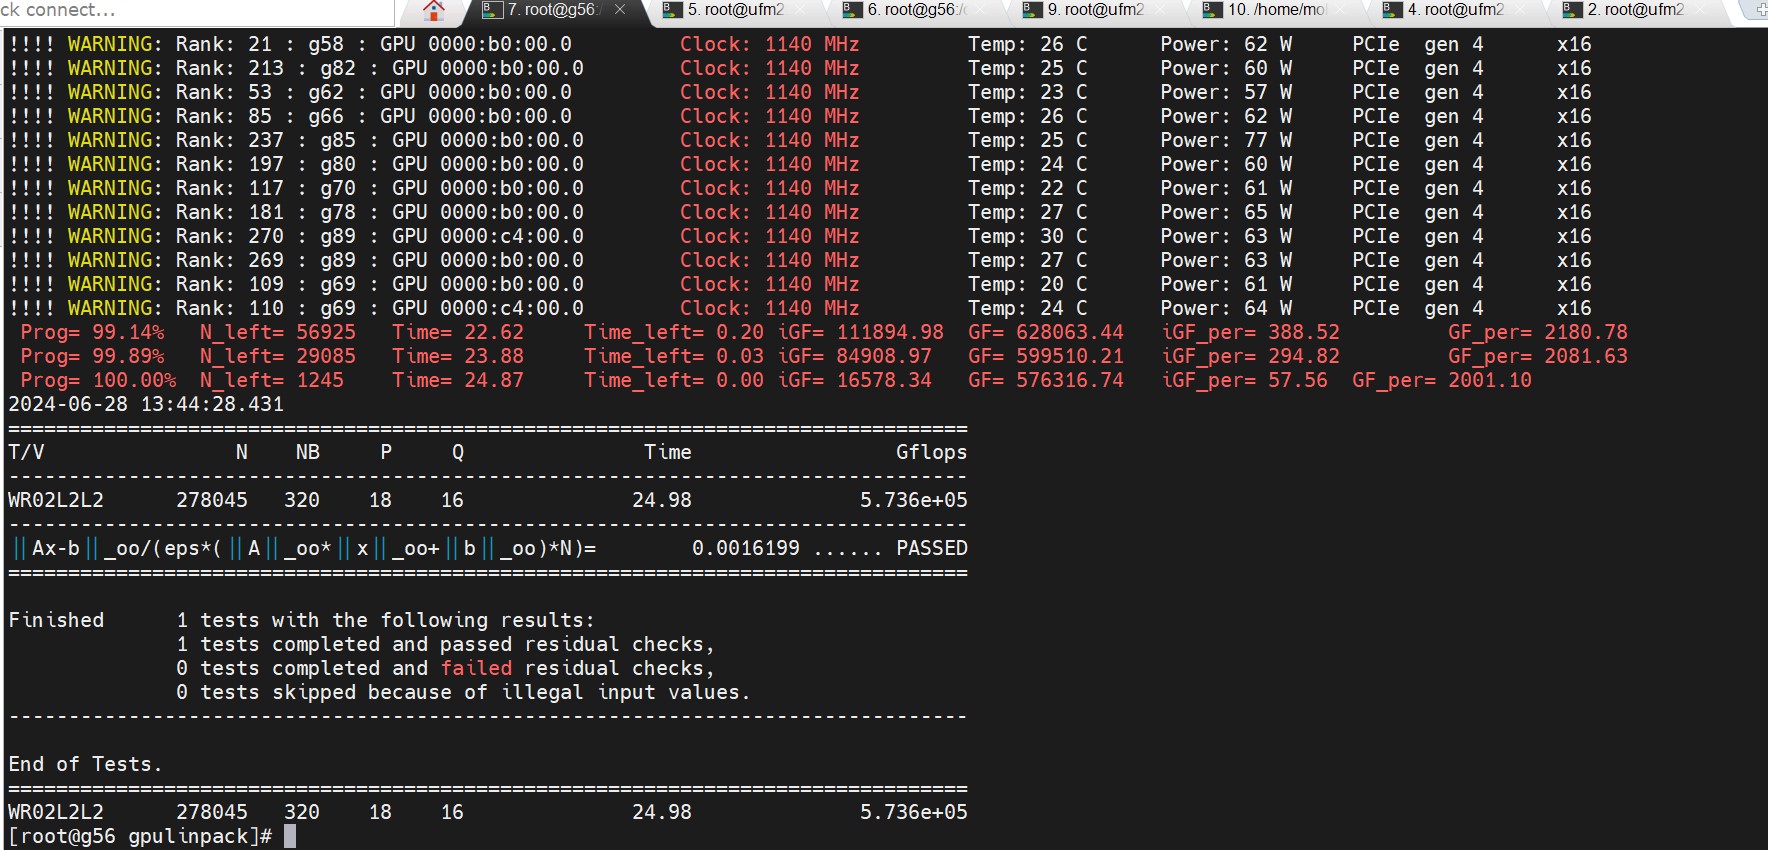 ck connect...
7. root@g56:/
5. root@ufm2
6. root@g56:/
9. root@ufm2
10. /home/mo
4. root@ufm2
2. root@ufm2
!!!! WARNING: Rank: 21 : g58 : GPU 0000:b0:00.0 Clock: 1140 MHz Temp: 26 C Power: 62 W PCIe gen 4 x16
!!!! WARNING: Rank: 213 : g82 : GPU 0000:b0:00.0 Clock: 1140 MHz Temp: 25 C Power: 60 W PCIe gen 4 x16
!!!! WARNING: Rank: 53 : g62 : GPU 0000:b0:00.0 Clock: 1140 MHz Temp: 23 C Power: 57 W PCIe gen 4 x16
!!!! WARNING: Rank: 85 : g66 : GPU 0000:b0:00.0 Clock: 1140 MHz Temp: 26 C Power: 62 W PCIe gen 4 x16
!!!! WARNING: Rank: 237 : g85 : GPU 0000:b0:00.0 Clock: 1140 MHz Temp: 25 C Power: 77 W PCIe gen 4 x16
!!!! WARNING: Rank: 197 : g80 : GPU 0000:b0:00.0 Clock: 1140 MHz Temp: 24 C Power: 60 W PCIe gen 4 x16
!!!! WARNING: Rank: 117 : g70 : GPU 0000:b0:00.0 Clock: 1140 MHz Temp: 22 C Power: 61 W PCIe gen 4 x16
!!!! WARNING: Rank: 181 : g78 : GPU 0000:b0:00.0 Clock: 1140 MHz Temp: 27 C Power: 65 W PCIe gen 4 x16
!!!! WARNING: Rank: 270 : g89 : GPU 0000:c4:00.0 Clock: 1140 MHz Temp: 30 C Power: 63 W PCIe gen 4 x16
!!!! WARNING: Rank: 269 : g89 : GPU 0000:b0:00.0 Clock: 1140 MHz Temp: 27 C Power: 63 W PCIe gen 4 x16
!!!! WARNING: Rank: 109 : g69 : GPU 0000:b0:00.0 Clock: 1140 MHz Temp: 20 C Power: 61 W PCIe gen 4 x16
!!!! WARNING: Rank: 110 : g69 : GPU 0000:c4:00.0 Clock: 1140 MHz Temp: 24 C Power: 64 W PCIe gen 4 x16
Prog= 99.14% N_left= 56925 Time= 22.62 Time_left= 0.20 iGF= 111894.98 GF= 628063.44 iGF_per= 388.52 GF_per= 2180.78
Prog= 99.89% N_left= 29085 Time= 23.88 Time_left= 0.03 iGF= 84908.97 GF= 599510.21 iGF_per= 294.82 GF_per= 2081.63
Prog= 100.00% N_left= 1245 Time= 24.87 Time_left= 0.00 iGF= 16578.34 GF= 576316.74 iGF_per= 57.56 GF_per= 2001.10
2024-06-28 13:44:28.431
================================================================================
T/V N NB P Q Time Gflops
--------------------------------------------------------------------------------
WR02L2L2 278045 320 18 16 24.98 5.736e+05
--------------------------------------------------------------------------------
||Ax-b||_oo/(eps*(||A||_oo*||x||_oo+||b||_oo)*N)= 0.0016199 ...... PASSED
================================================================================
Finished 1 tests with the following results:
1 tests completed and passed residual checks,
0 tests completed and failed residual checks,
0 tests skipped because of illegal input values.
--------------------------------------------------------------------------------
End of Tests.
================================================================================
WR02L2L2 278045 320 18 16 24.98 5.736e+05
[root@g56 gpulinpack]#